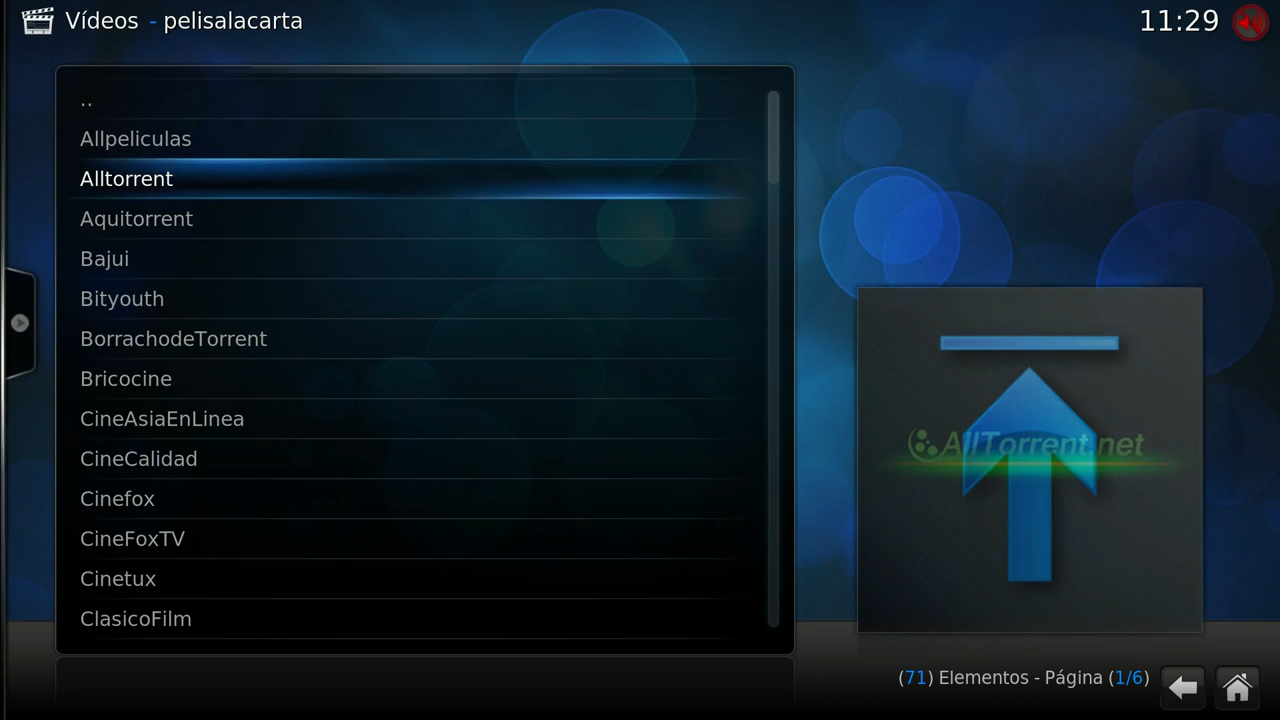 Vídeos - pelisalacarta
11:29
..
Allpeliculas
Alltorrent
Aquitorrent
Bajui
Bityouth
BorrachodeTorrent
Bricocine
CineAsiaEnLinea
CineCalidad
Cinefox
CineFoxTV
Cinetux
ClasicoFilm
AllTorrent.net
(71) Elementos - Página (1/6)